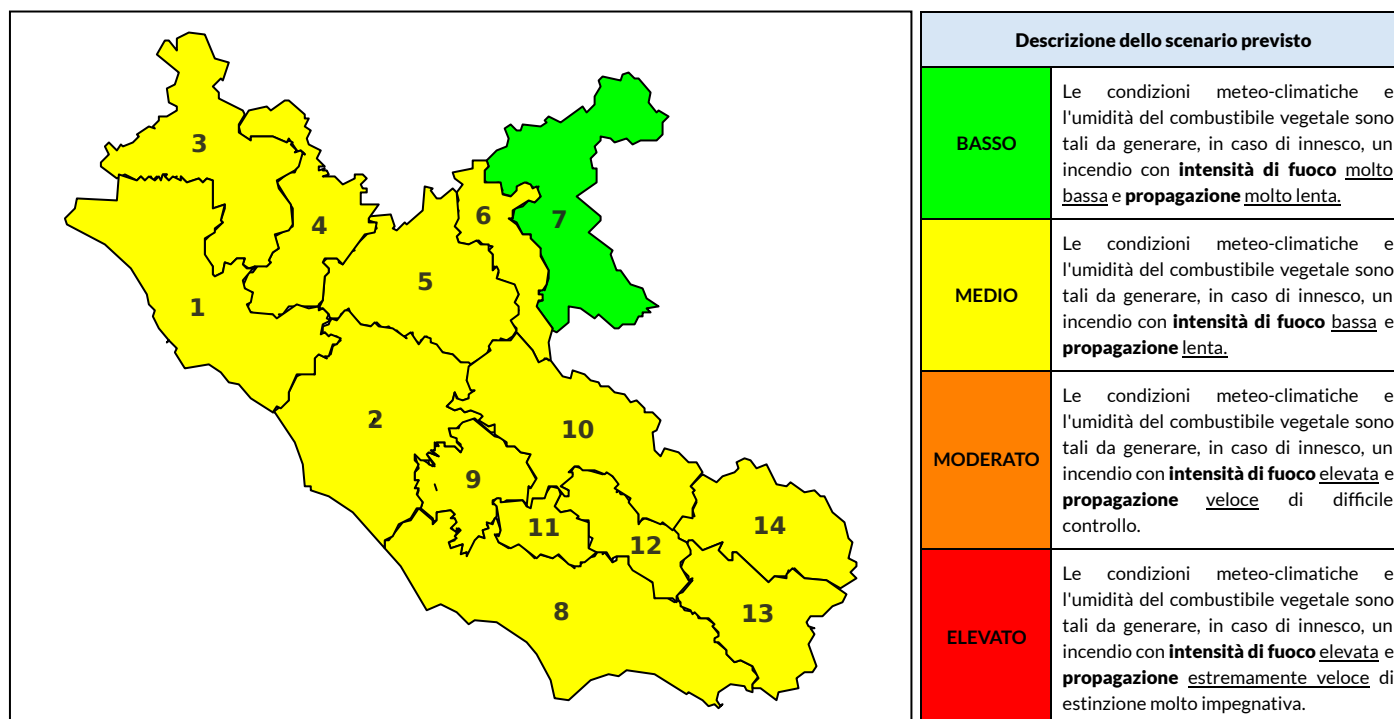 3
4
6
7
5
1
2
10
9
11
12
14
8
13
Descrizione dello scenario previsto
BASSO
Le condizioni meteo-climatiche e
l'umidità del combustibile vegetale sono
tali da generare, in caso di innesco, un
incendio con intensità di fuoco molto
bassa e propagazione molto lenta.
MEDIO
Le condizioni meteo-climatiche e
l'umidità del combustibile vegetale sono
tali da generare, in caso di innesco, un
incendio con intensità di fuoco bassa e
propagazione lenta.
MODERATO
Le condizioni meteo-climatiche e
l'umidità del combustibile vegetale sono
tali da generare, in caso di innesco, un
incendio con intensità di fuoco elevata e
propagazione veloce di difficile
controllo.
ELEVATO
Le condizioni meteo-climatiche e
l'umidità del combustibile vegetale sono
tali da generare, in caso di innesco, un
incendio con intensità di fuoco elevata e
propagazione estremamente veloce di
estinzione molto impegnativa.